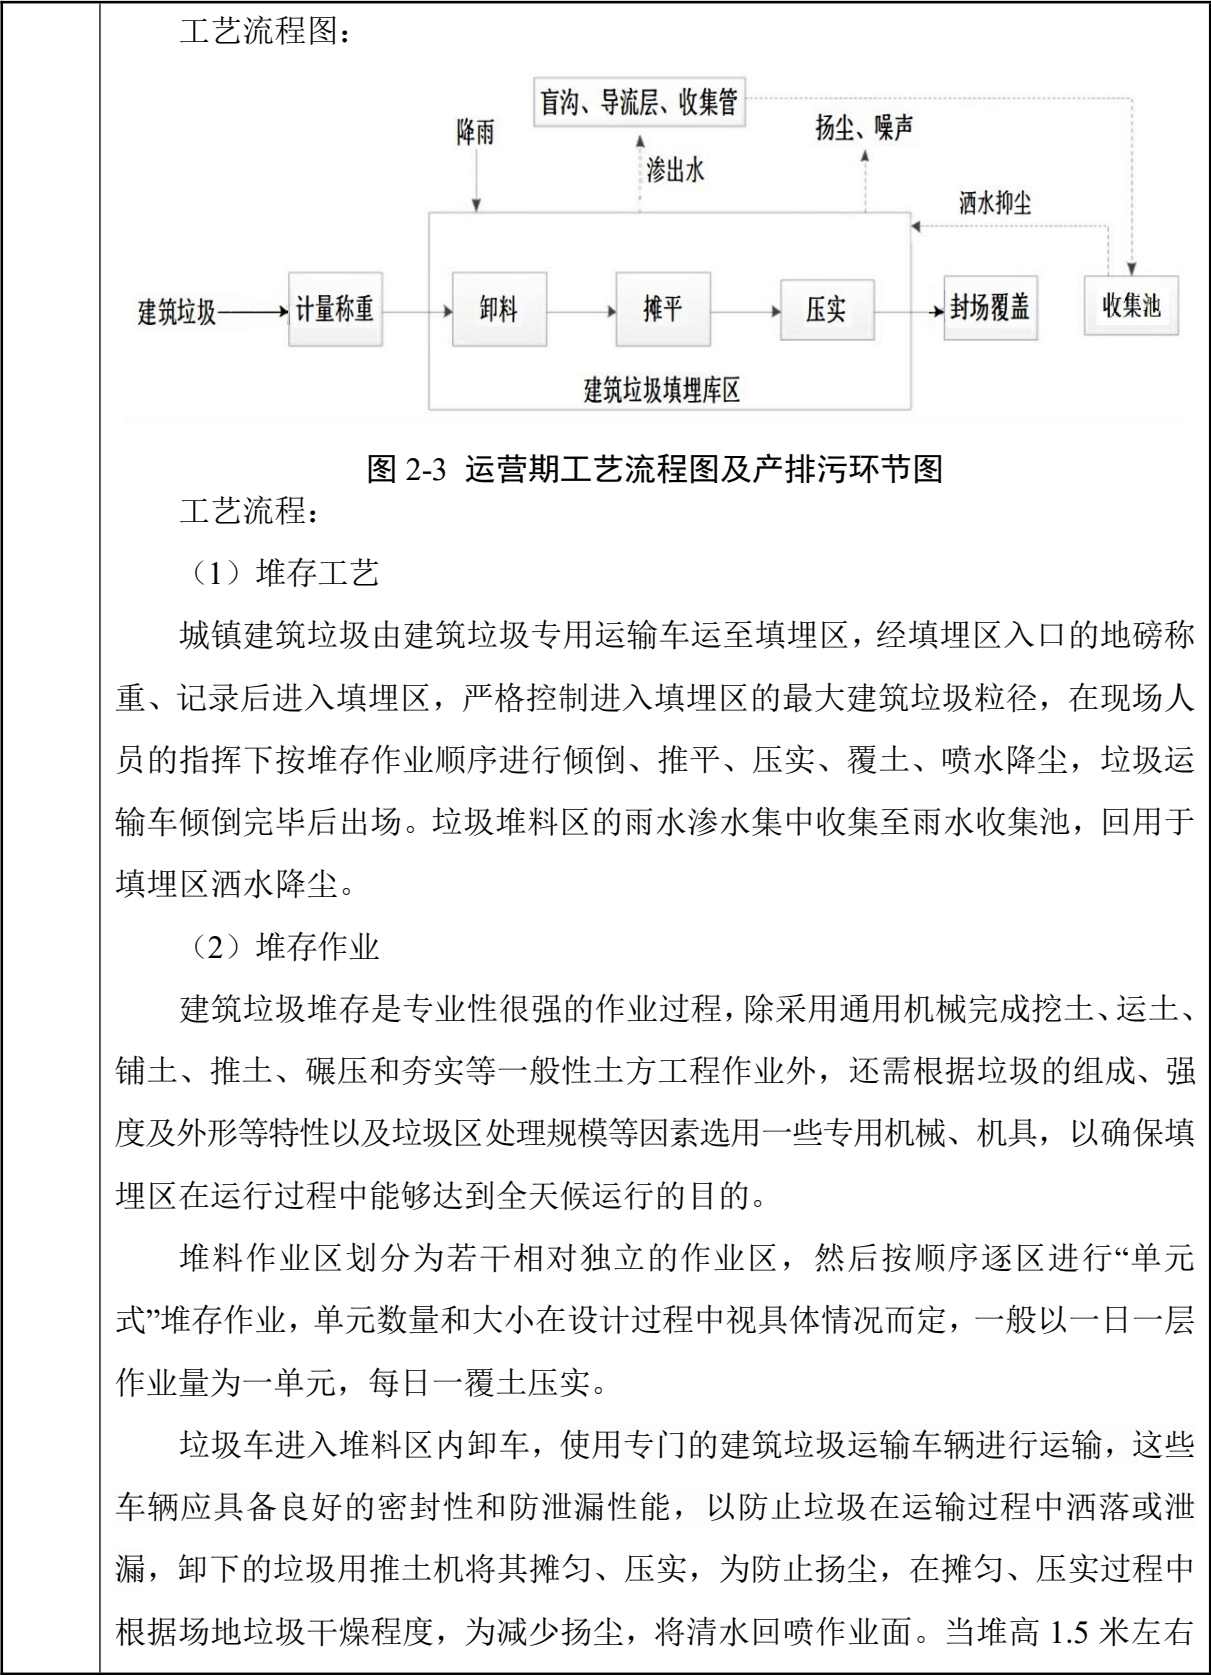 工艺流程图：
盲沟、导流层、收集管
降雨
扬尘、噪声
渗出水
洒水抑尘
建筑垃圾
计量称重
卸料
摊平
压实
封场覆盖
收集池
建筑垃圾填埋库区
图 2-3 运营期工艺流程图及产排污环节图
工艺流程：
（1）堆存工艺
城镇建筑垃圾由建筑垃圾专用运输车运至填埋区，经填埋区入口的地磅称
重、记录后进入填埋区，严格控制进入填埋区的最大建筑垃圾粒径，在现场人
员的指挥下按堆存作业顺序进行倾倒、推平、压实、覆土、喷水降尘，垃圾运
输车倾倒完毕后出场。垃圾堆料区的雨水渗水集中收集至雨水收集池，回用于
填埋区洒水降尘。
（2）堆存作业
建筑垃圾堆存是专业性很强的作业过程，除采用通用机械完成挖土、运土、
铺土、推土、碾压和夯实等一般性土方工程作业外，还需根据垃圾的组成、强
度及外形等特性以及垃圾区处理规模等因素选用一些专用机械、机具，以确保填
埋区在运行过程中能够达到全天候运行的目的。
堆料作业区划分为若干相对独立的作业区，然后按顺序逐区进行“单元
式”堆存作业，单元数量和大小在设计过程中视具体情况而定，一般以一日一层
作业量为一单元，每日一覆土压实。
垃圾车进入堆料区内卸车，使用专门的建筑垃圾运输车辆进行运输，这些
车辆应具备良好的密封性和防泄漏性能，以防止垃圾在运输过程中洒落或泄
漏，卸下的垃圾用推土机将其摊匀、压实，为防止扬尘，在摊匀、压实过程中
根据场地垃圾干燥程度，为减少扬尘，将清水回喷作业面。当堆高 1.5 米左右